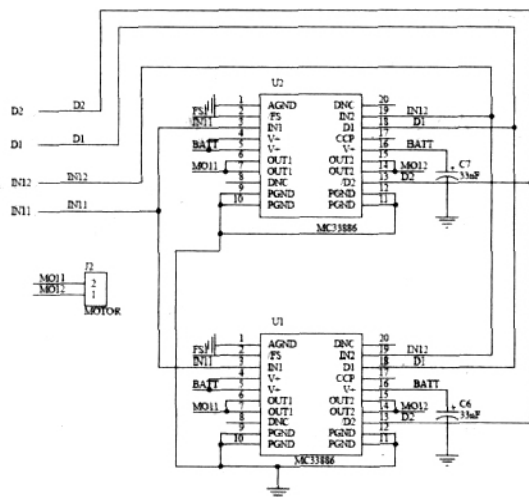 D2 D2
D1 D1
IN12 IN12
IN11 IN11
MO11
MO12
J2
2
1
MOTOR
U2
1 AGND DNC 20
FS1 2 /FS IN2 19 IN12
IN11 3 IN1 D1 18 D1
4 V+ CCP 17
BATT 5 V+ V+ 16 BATT
6 OUT1 OUT2 15
MO11 7 OUT1 OUT2 14 MO12
8 DNC /D2 13 D2
9 PGND PGND 12
10 PGND PGND 11
MC33886
C7
33nF
+
U1
1 AGND DNC 20
FS1 2 /FS IN2 19 IN12
IN11 3 IN1 D1 18 D1
4 V+ CCP 17
BATT 5 V+ V+ 16 BATT
6 OUT1 OUT2 15
MO11 7 OUT1 OUT2 14 MO12
8 DNC /D2 13 D2
9 PGND PGND 12
10 PGND PGND 11
MC33886
C6
33nF
+